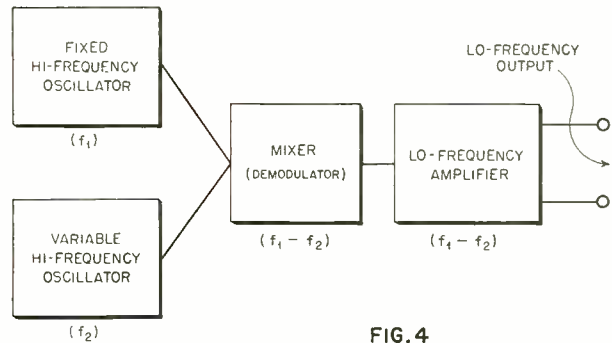 FIXED
HI-FREQUENCY
OSCILLATOR
(f₁)
VARIABLE
HI-FREQUENCY
OSCILLATOR
(f₂)
MIXER
(DEMODULATOR)
(f₁ - f₂)
LO-FREQUENCY
AMPLIFIER
(f₁ - f₂)
LO-FREQUENCY
OUTPUT
FIG. 4